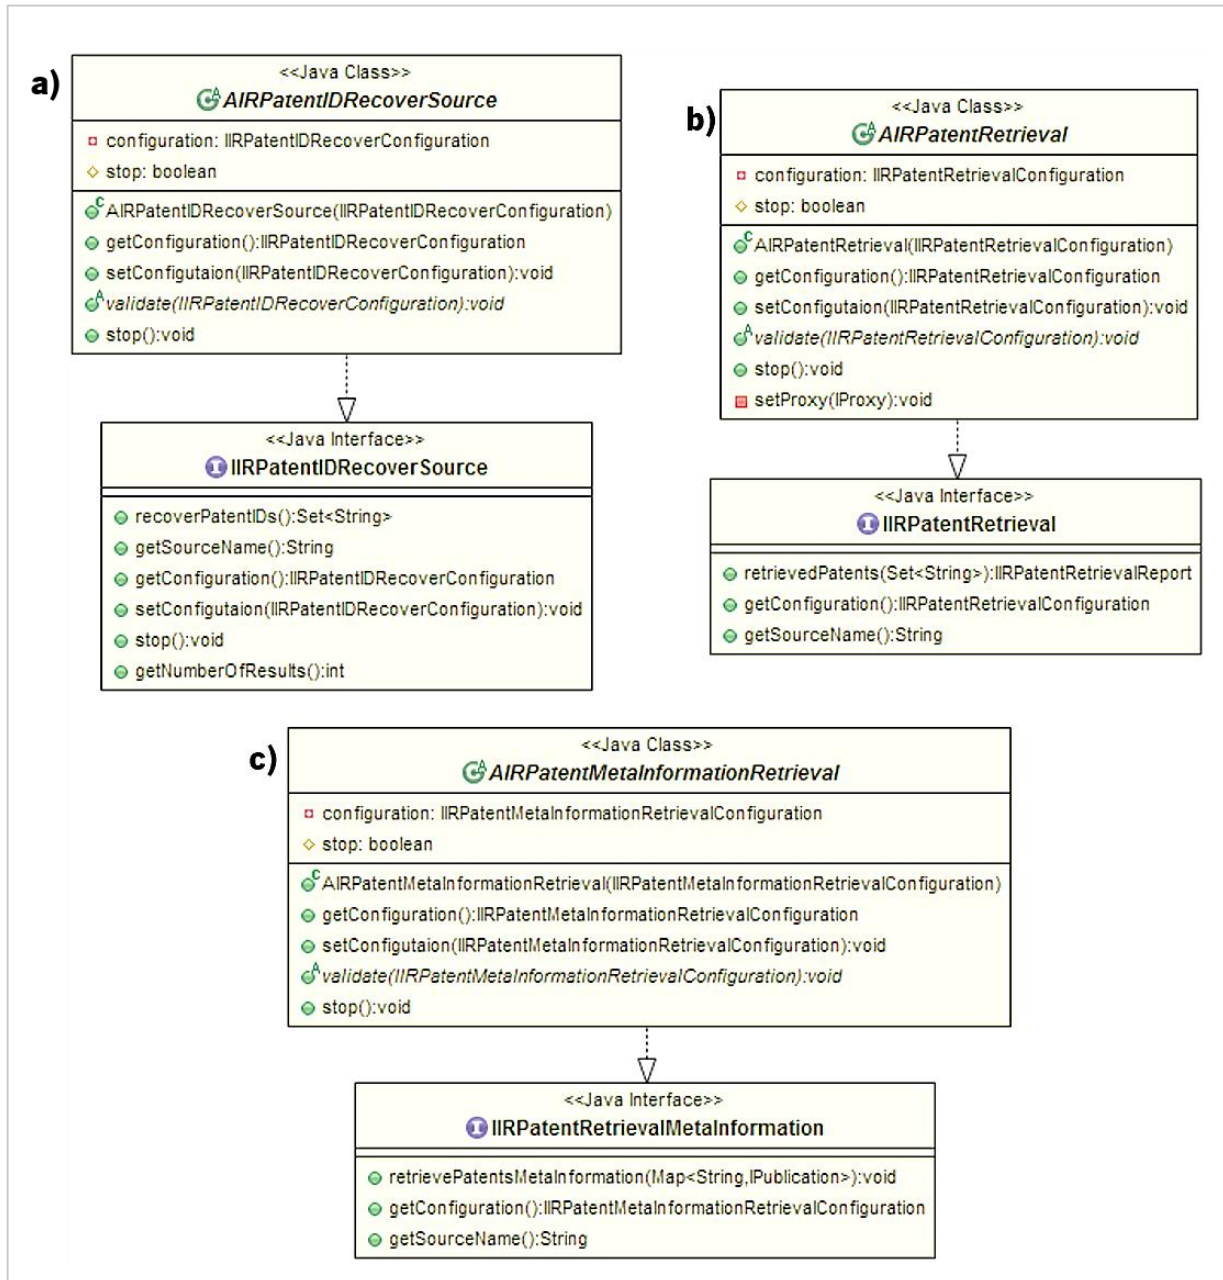 a)
<<Java Class>>
AIRPatentIDRecoverSource
configuration: IIRPatentIDRecoverConfiguration
stop: boolean
AIRPatentIDRecoverSource(IIRPatentIDRecoverConfiguration)
getConfiguration():IIRPatentIDRecoverConfiguration
setConfigutaion(IIRPatentIDRecoverConfiguration):void
validate(IIRPatentIDRecoverConfiguration):void
stop():void
<<Java Interface>>
IIRPatentIDRecoverSource
recoverPatentIDs():Set<String>
getSourceName():String
getConfiguration():IIRPatentIDRecoverConfiguration
setConfigutaion(IIRPatentIDRecoverConfiguration):void
stop():void
getNumberOfResults():int
b)
<<Java Class>>
AIRPatentRetrieval
configuration: IIRPatentRetrievalConfiguration
stop: boolean
AIRPatentRetrieval(IIRPatentRetrievalConfiguration)
getConfiguration():IIRPatentRetrievalConfiguration
setConfigutaion(IIRPatentRetrievalConfiguration):void
validate(IIRPatentRetrievalConfiguration):void
stop():void
setProxy(IProxy):void
<<Java Interface>>
IIRPatentRetrieval
retrievedPatents(Set<String>):IIRPatentRetrievalReport
getConfiguration():IIRPatentRetrievalConfiguration
getSourceName():String
c)
<<Java Class>>
AIRPatentMetaInformationRetrieval
configuration: IIRPatentMetaInformationRetrievalConfiguration
stop: boolean
AIRPatentMetaInformationRetrieval(IIRPatentMetaInformationRetrievalConfiguration)
getConfiguration():IIRPatentMetaInformationRetrievalConfiguration
setConfigutaion(IIRPatentMetaInformationRetrievalConfiguration):void
validate(IIRPatentMetaInformationRetrievalConfiguration):void
stop():void
<<Java Interface>>
IIRPatentRetrievalMetaInformation
retrievePatentsMetaInformation(Map<String,IPublication>):void
getConfiguration():IIRPatentMetaInformationRetrievalConfiguration
getSourceName():String